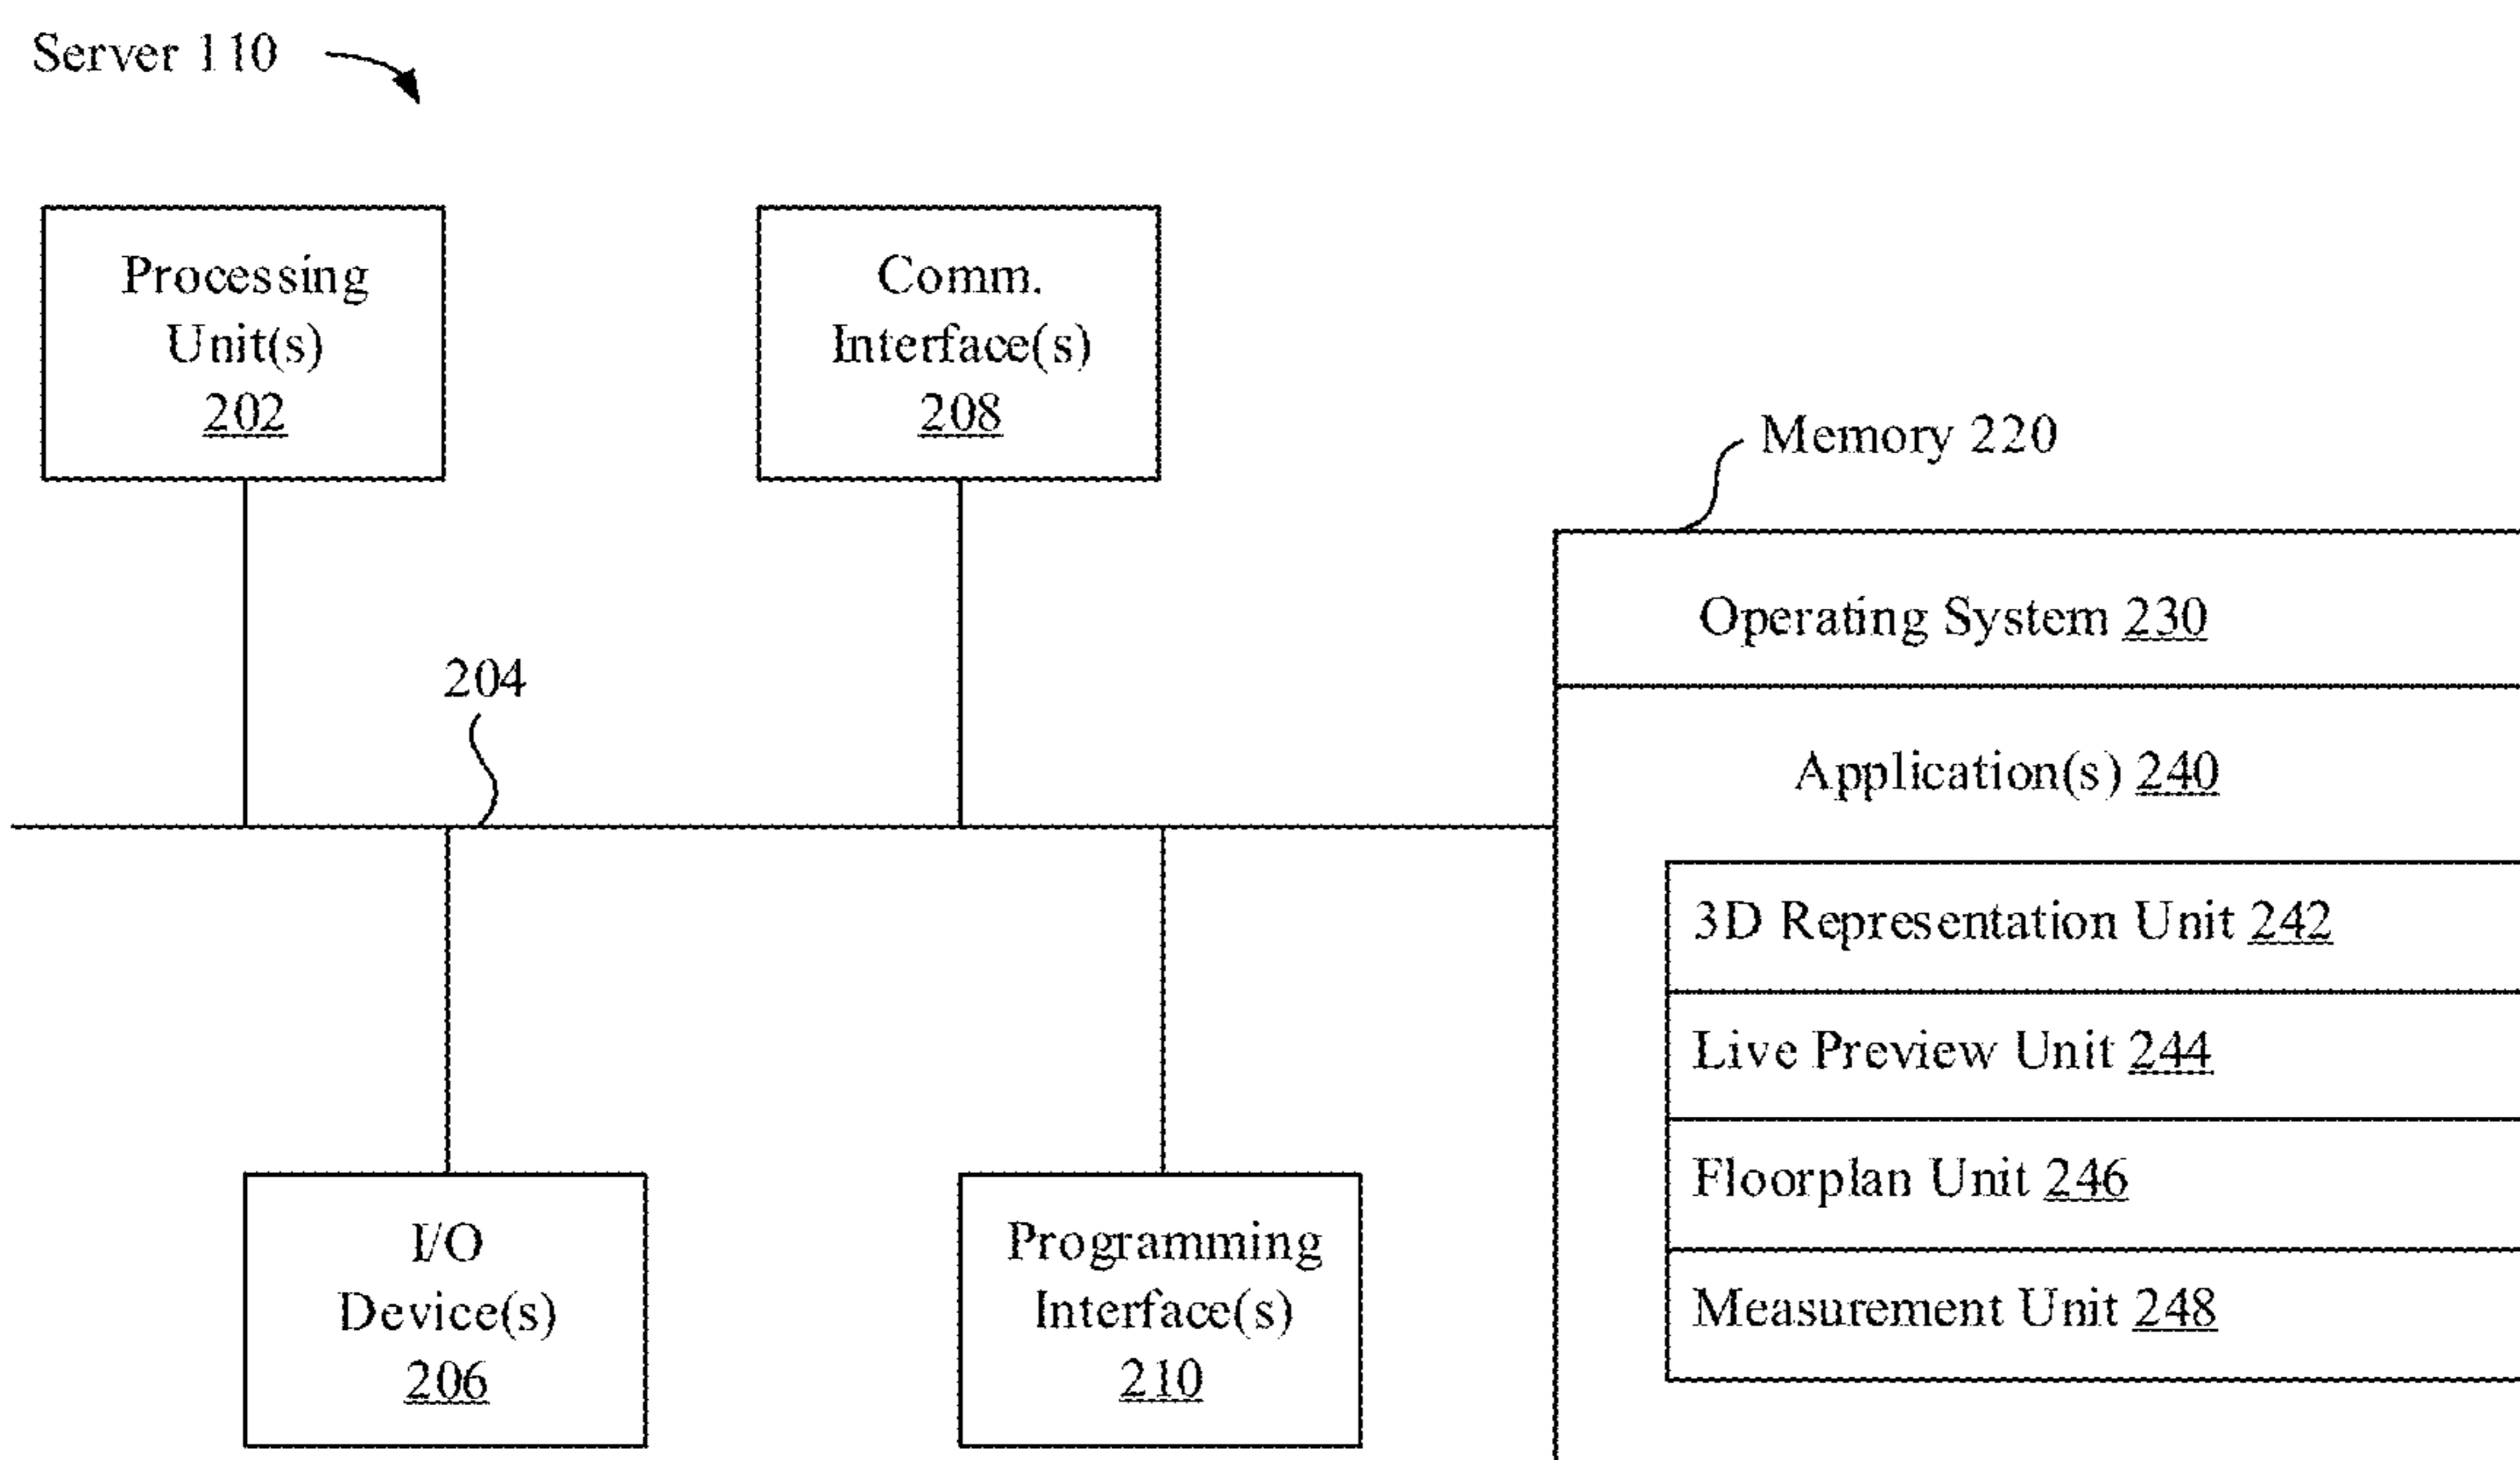 Server 110
Processing
Unit(s)
202
Comm.
Interface(s)
208
Memory 220
Operating System 230
204
Application(s) 240
3D Representation Unit 242
Live Preview Unit 244
Floorplan Unit 246
Measurement Unit 248
I/O
Device(s)
206
Programming
Interface(s)
210